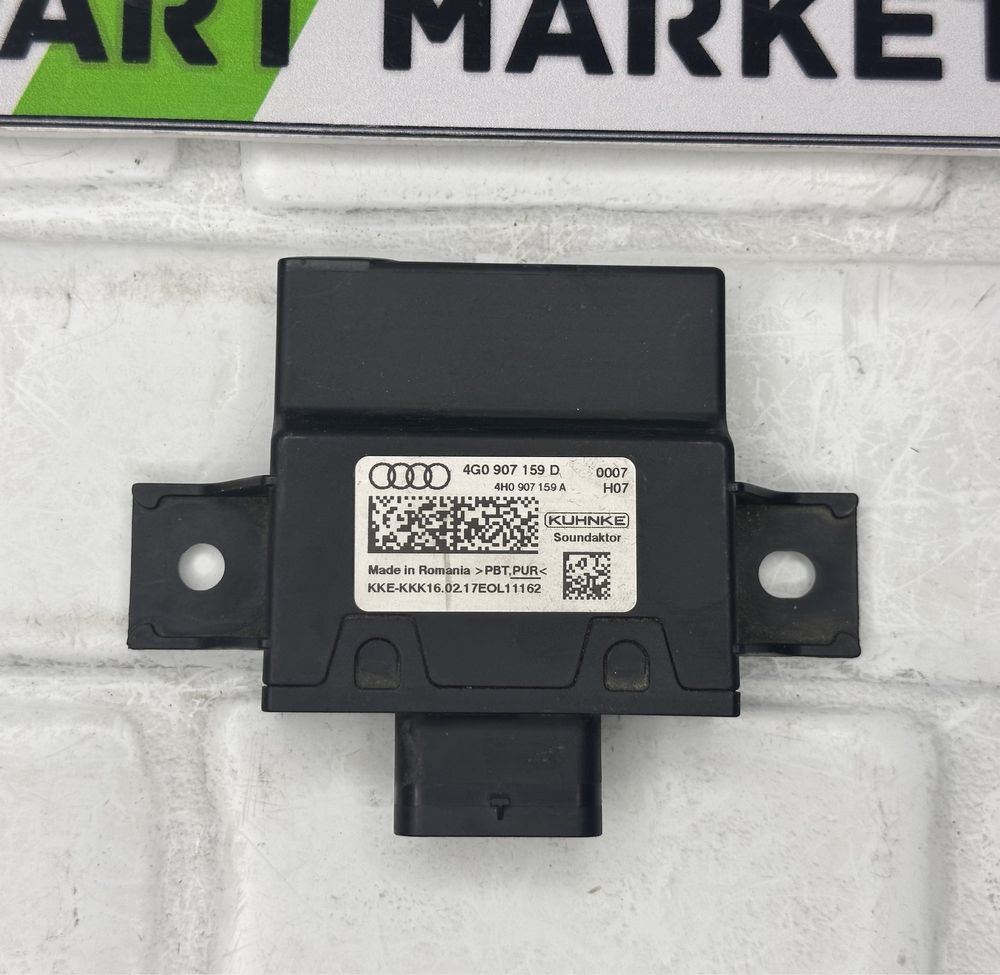 ART MARKET
4G0 907 159 D 0007
4H0 907 159 A H07
KUHNKE
Soundaktor
Made in Romania >PBT,PUR<
KKE-KKK16.02.17EOL11162